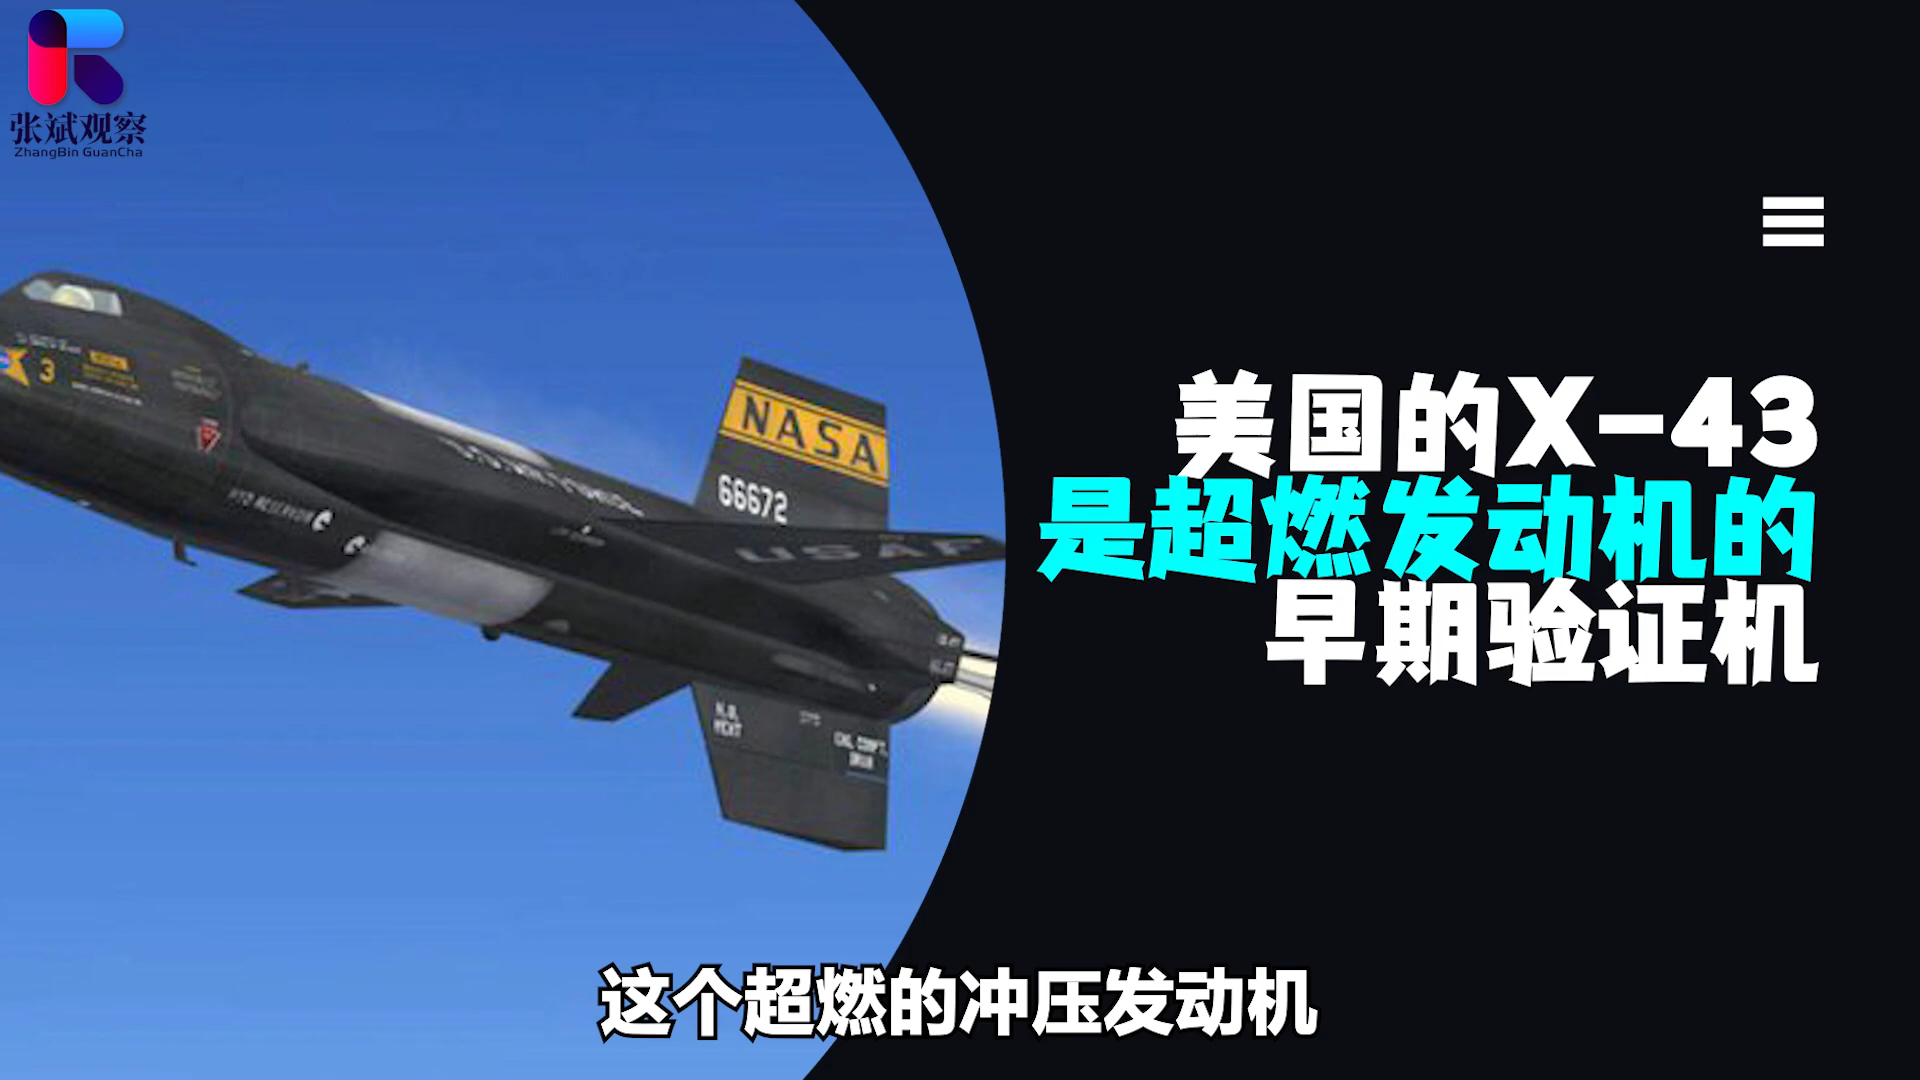 张斌观察
ZhangBin GuanCha
美国的X-43
是超燃发动机的
早期验证机
NASA
66672
USAF
3
这个超燃的冲压发动机